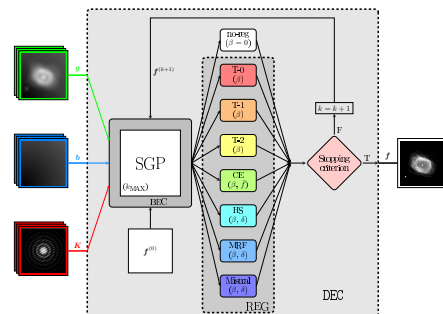 no-reg
(β = 0)
g
f^(k+1)
T-0
(β)
T-1
(β)
k = k + 1
b
SGP
(k_MAX)
T-2
(β)
F
Stopping
criterion
T
f
CE
(β, f)
BEC
K
f^(0)
HS
(β, δ)
MRF
(β, δ)
Mistral
(β, δ)
REG
DEC